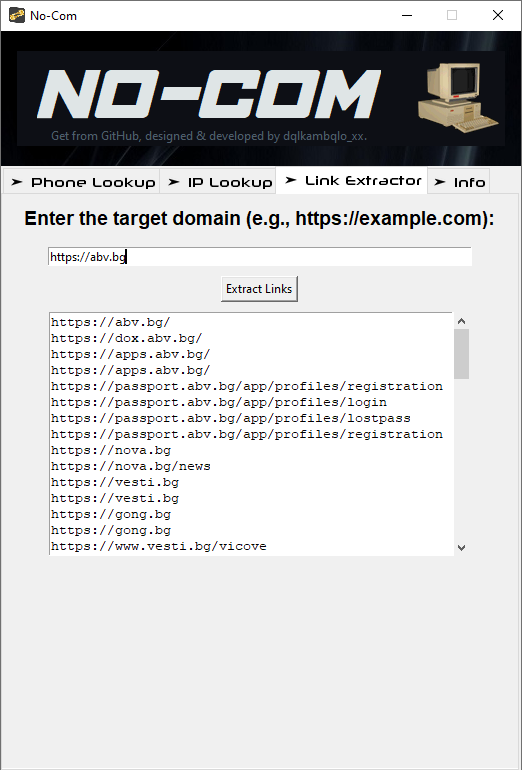 No-Com
NO-COM
Get from GitHub, designed & developed by dqlkambqlo_xx.
➤ Phone Lookup ➤ IP Lookup ➤ Link Extractor ➤ Info
Enter the target domain (e.g., https://example.com):
https://abv.bg
Extract Links
https://abv.bg/
https://dox.abv.bg/
https://apps.abv.bg/
https://apps.abv.bg/
https://passport.abv.bg/app/profiles/registration
https://passport.abv.bg/app/profiles/login
https://passport.abv.bg/app/profiles/lostpass
https://passport.abv.bg/app/profiles/registration
https://nova.bg
https://nova.bg/news
https://vesti.bg
https://vesti.bg
https://gong.bg
https://gong.bg
https://www.vesti.bg/vicove